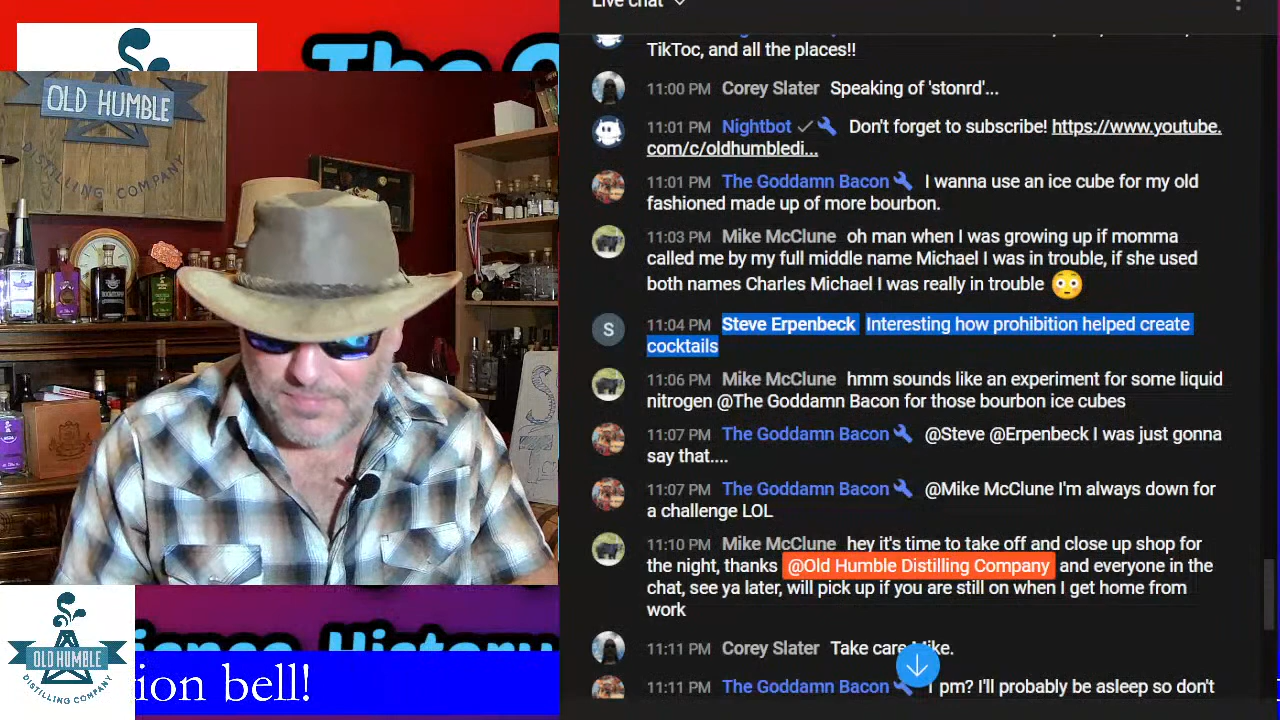 The
OLD HUMBLE
DISTILLING COMPANY
OLD HUMBLE
DISTILLING COMPANY
History
ion bell!
Live chat
TikToc, and all the places!!
11:00 PM Corey Slater Speaking of 'stonrd'...
11:01 PM Nightbot Don't forget to subscribe! https://www.youtube.
com/c/oldhumbledi...
11:01 PM The Goddamn Bacon I wanna use an ice cube for my old
fashioned made up of more bourbon.
11:03 PM Mike McClune oh man when I was growing up if momma
called me by my full middle name Michael I was in trouble, if she used
both names Charles Michael I was really in trouble 😳
S
11:04 PM Steve Erpenbeck Interesting how prohibition helped create
cocktails
11:06 PM Mike McClune hmm sounds like an experiment for some liquid
nitrogen @The Goddamn Bacon for those bourbon ice cubes
11:07 PM The Goddamn Bacon @Steve @Erpenbeck I was just gonna
say that....
11:07 PM The Goddamn Bacon @Mike McClune I'm always down for
a challenge LOL
11:10 PM Mike McClune hey it's time to take off and close up shop for
the night, thanks @Old Humble Distilling Company and everyone in the
chat, see ya later, will pick up if you are still on when I get home from
work
11:11 PM Corey Slater Take care Mike.
11:11 PM The Goddamn Bacon 1 pm? I'll probably be asleep so don't